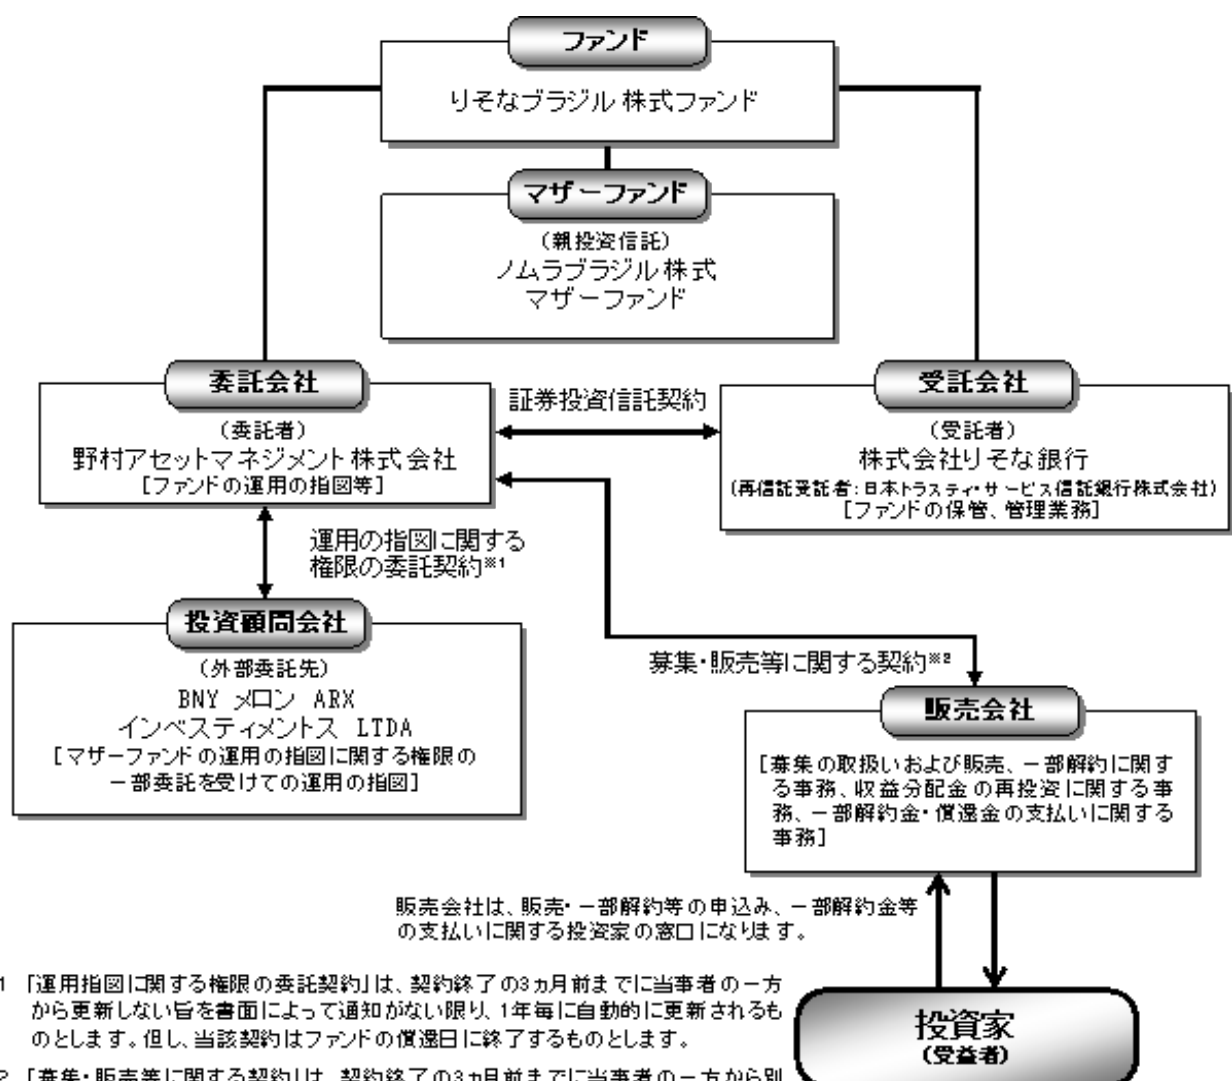 ファンド
りそなブラジル株式ファンド
マザーファンド
(親投資信託)
ノムラブラジル株式
マザーファンド
委託会社
(委託者)
野村アセットマネジメント株式会社
[ファンドの運用の指図等]
証券投資信託契約
受託会社
(受託者)
株式会社りそな銀行
(再信託受託者:日本トラスティ・サービス信託銀行株式会社)
[ファンドの保管、管理業務]
運用の指図に関する
権限の委託契約※1
投資顧問会社
(外部委託先)
BNY メロン ARX
インベスティメントス LTDA
[マザーファンドの運用の指図に関する権限の
一部委託を受けての運用の指図]
募集・販売等に関する契約※2
販売会社
[募集の取扱いおよび販売、一部解約に関す
る事務、収益分配金の再投資に関する事
務、一部解約金・償還金の支払いに関する
事務]
販売会社は、販売・一部解約等の申込み、一部解約金等
の支払いに関する投資家の窓口になります。
1 「運用指図に関する権限の委託契約」は、契約終了の3ヵ月前までに当事者の一方
から更新しない旨を書面によって通知がない限り、1年毎に自動的に更新されるも
のとします。但し、当該契約はファンドの償還日に終了するものとします。
投資家
(受益者)
2 「募集・販売等に関する契約」は、契約終了の3ヵ月前までに当事者の一方から別